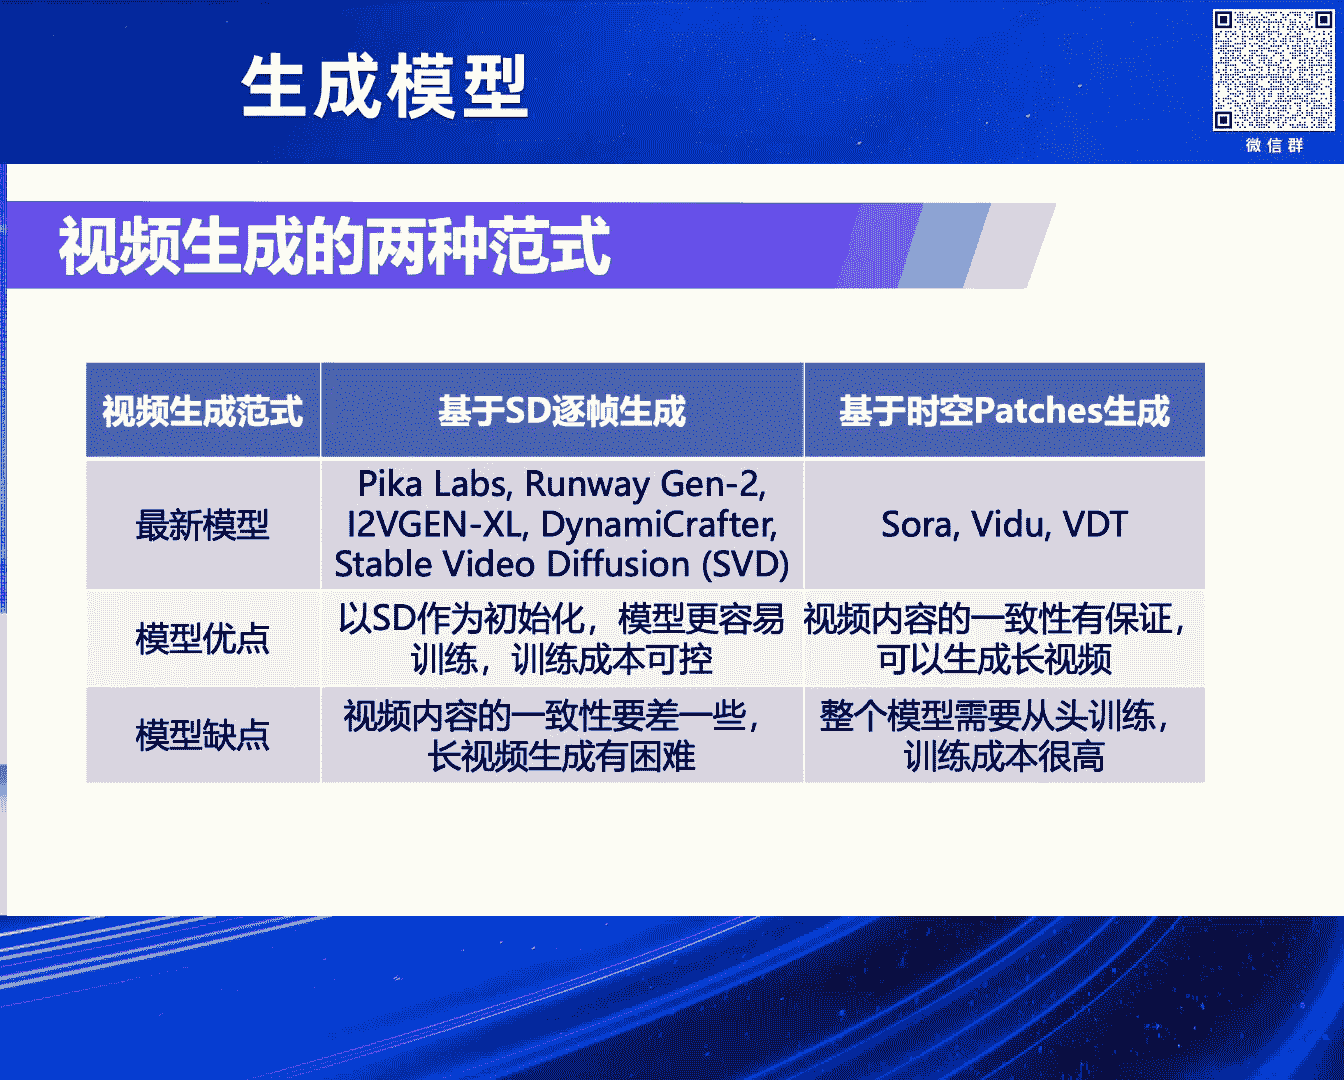 生成模型
微信群
视频生成的两种范式
视频生成范式
基于SD逐帧生成
基于时空Patches生成
最新模型
Pika Labs, Runway Gen-2,
I2VGEN-XL, DynamiCrafter,
Stable Video Diffusion (SVD)
Sora, Vidu, VDT
模型优点
以SD作为初始化，模型更容易
训练，训练成本可控
视频内容的一致性有保证，
可以生成长视频
模型缺点
视频内容的一致性要差一些，
长视频生成有困难
整个模型需要从头训练，
训练成本很高